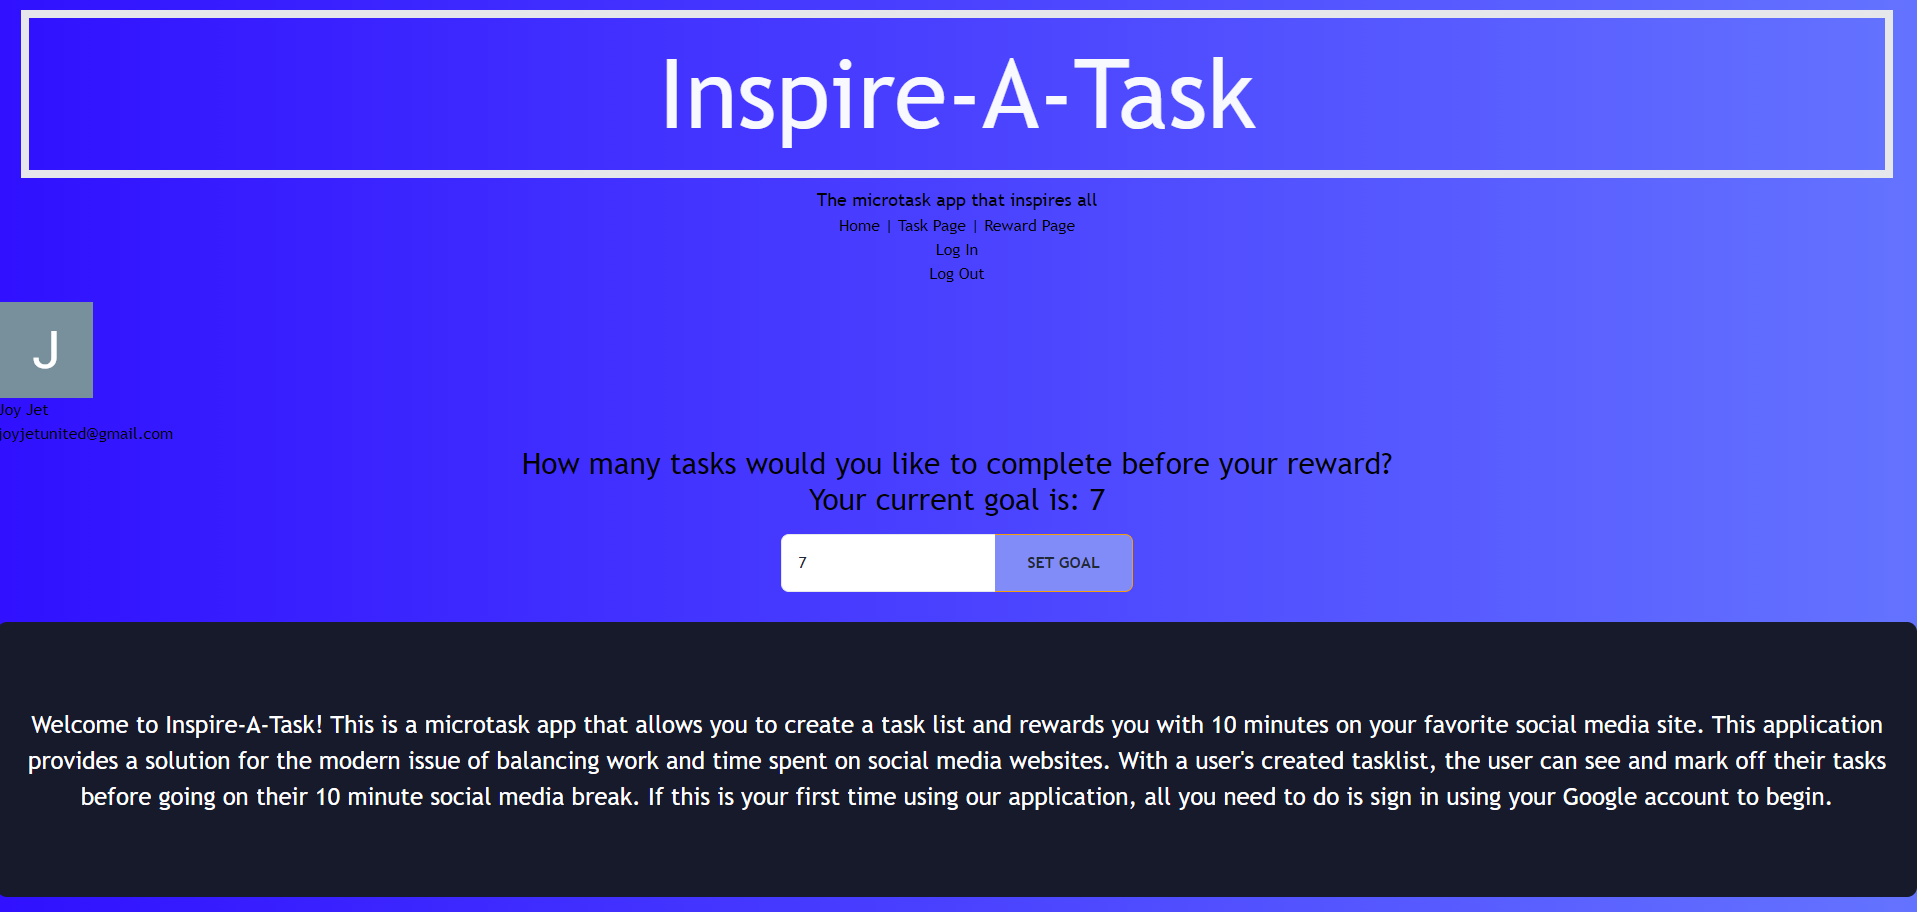 Inspire-A-Task
The microtask app that inspires all
Home | Task Page | Reward Page
Log In
Log Out
J
Joy Jet
joyjetunited@gmail.com
How many tasks would you like to complete before your reward?
Your current goal is: 7
7
SET GOAL
Welcome to Inspire-A-Task! This is a microtask app that allows you to create a task list and rewards you with 10 minutes on your favorite social media site. This application
provides a solution for the modern issue of balancing work and time spent on social media websites. With a user's created tasklist, the user can see and mark off their tasks
before going on their 10 minute social media break. If this is your first time using our application, all you need to do is sign in using your Google account to begin.